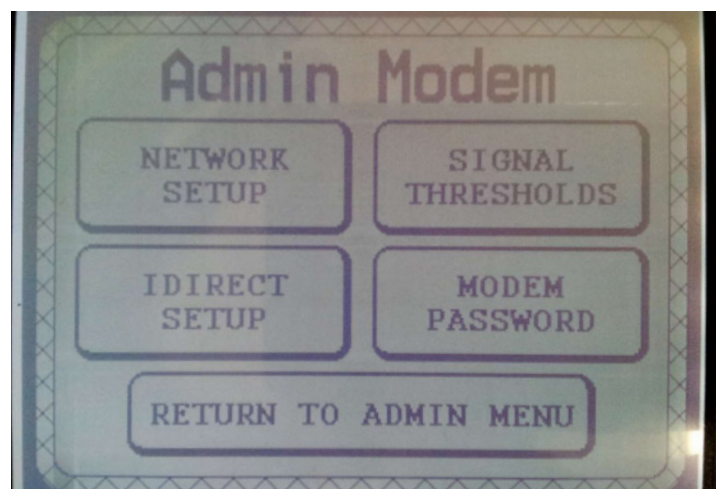 Admin Modem
NETWORK
SETUP
SIGNAL
THRESHOLDS
IDIRECT
SETUP
MODEM
PASSWORD
RETURN TO ADMIN MENU